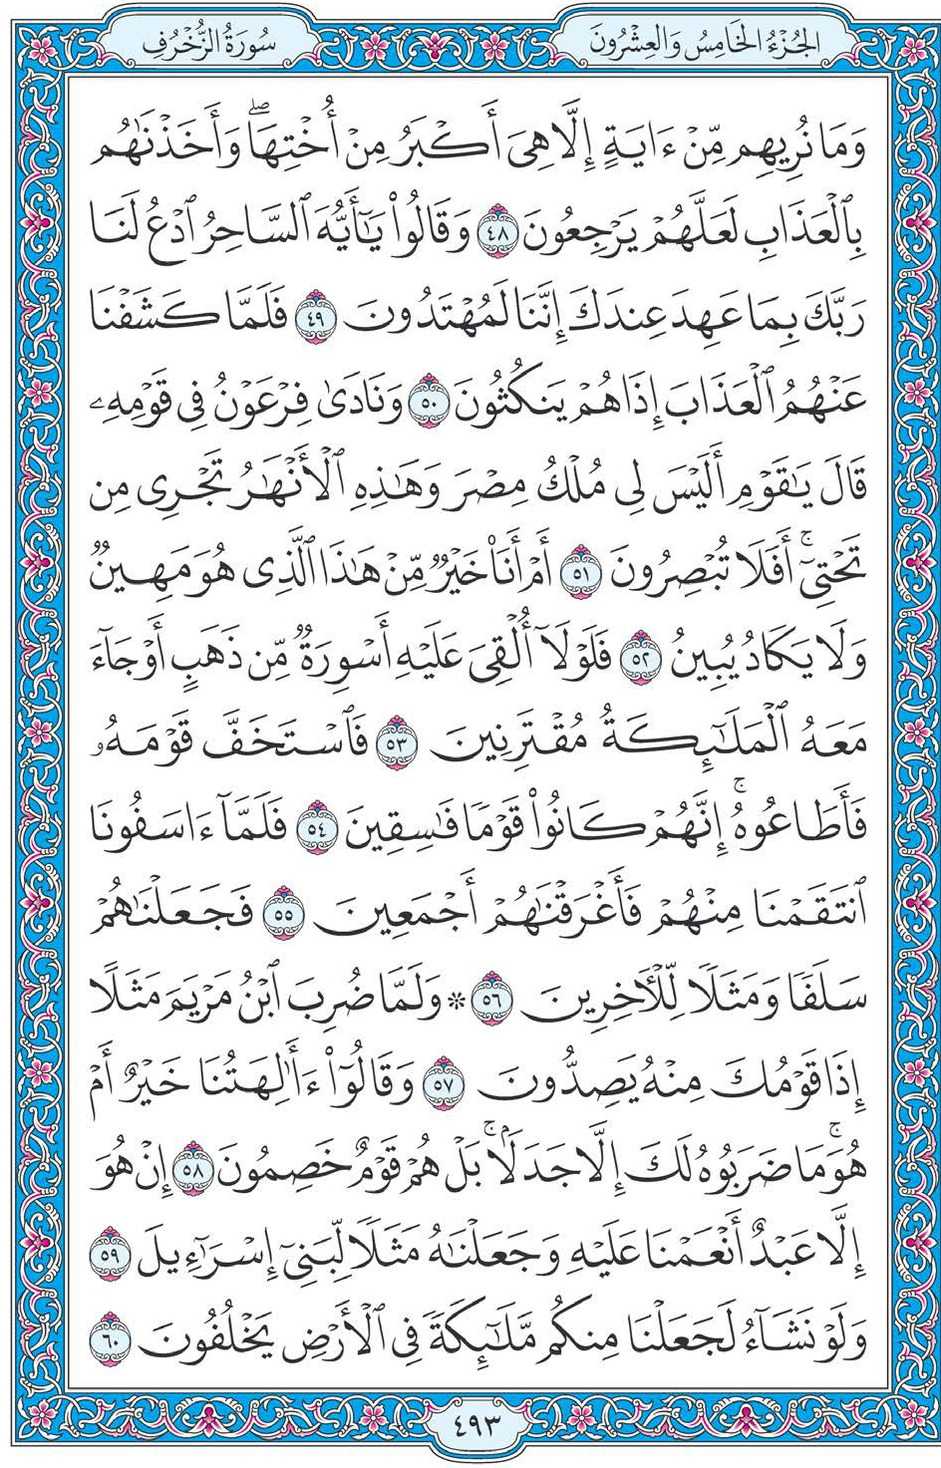 الجُزْءُ الخَامِسُ وَالعِشْرُونَ
سُورَةُ الزُّخْرُفِ
وَمَا نُرِيهِم مِّنْ ءَايَةٍ إِلَّا هِىَ أَكْبَرُ مِنْ أُخْتِهَاۖ وَأَخَذْنَٰهُم
بِٱلْعَذَابِ لَعَلَّهُمْ يَرْجِعُونَ ٤٨ وَقَالُوا۟ يَٰٓأَيُّهَ ٱلسَّاحِرُ ٱدْعُ لَنَا
رَبَّكَ بِمَا عَهِدَ عِندَكَ إِنَّنَا لَمُهْتَدُونَ ٤٩ فَلَمَّا كَشَفْنَا
عَنْهُمُ ٱلْعَذَابَ إِذَا هُمْ يَنكُثُونَ ٥٠ وَنَادَىٰ فِرْعَوْنُ فِى قَوْمِهِۦ
قَالَ يَٰقَوْمِ أَلَيْسَ لِى مُلْكُ مِصْرَ وَهَٰذِهِ ٱلْأَنْهَٰرُ تَجْرِى مِن
تَحْتِىٓۚ أَفَلَا تُبْصِرُونَ ٥١ أَمْ أَنَا۠ خَيْرٌ مِّنْ هَٰذَا ٱلَّذِى هُوَ مَهِينٌ
وَلَا يَكَادُ يُبِينُ ٥٢ فَلَوْلَآ أُلْقِىَ عَلَيْهِ أَسْوِرَةٌ مِّن ذَهَبٍ أَوْ جَآءَ
مَعَهُ ٱلْمَلَٰٓئِكَةُ مُقْتَرِنِينَ ٥٣ فَٱسْتَخَفَّ قَوْمَهُۥ
فَأَطَاعُوهُۚ إِنَّهُمْ كَانُوا۟ قَوْمًا فَٰسِقِينَ ٥٤ فَلَمَّآ ءَاسَفُونَا
ٱنتَقَمْنَا مِنْهُمْ فَأَغْرَقْنَٰهُمْ أَجْمَعِينَ ٥٥ فَجَعَلْنَٰهُمْ
سَلَفًا وَمَثَلًا لِّلْـَٔاخِرِينَ ٥٦ ۞ وَلَمَّا ضُرِبَ ٱبْنُ مَرْيَمَ مَثَلًا
إِذَا قَوْمُكَ مِنْهُ يَصِدُّونَ ٥٧ وَقَالُوٓا۟ ءَأَٰلِهَتُنَا خَيْرٌ أَمْ
هُوَۚ مَا ضَرَبُوهُ لَكَ إِلَّا جَدَلًۢاۚ بَلْ هُمْ قَوْمٌ خَصِمُونَ ٥٨ إِنْ هُوَ
إِلَّا عَبْدٌ أَنْعَمْنَا عَلَيْهِ وَجَعَلْنَٰهُ مَثَلًا لِّبَنِىٓ إِسْرَٰٓءِيلَ ٥٩
وَلَوْ نَشَآءُ لَجَعَلْنَا مِنكُم مَّلَٰٓئِكَةً فِى ٱلْأَرْضِ يَخْلُفُونَ ٦٠
٤٩٣